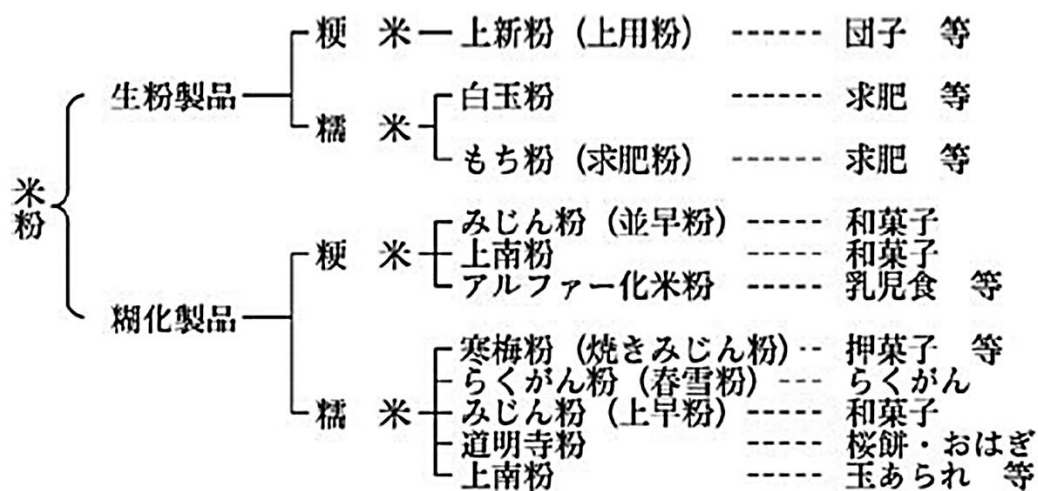 粳 米 上新粉（上用粉） ------ 団子 等
生粉製品
白玉粉 ------ 求肥 等
糯 米
もち粉（求肥粉） ------ 求肥 等
米粉
みじん粉（並早粉） ----- 和菓子
粳 米 上南粉 ----- 和菓子
アルファー化米粉 ----- 乳児食 等
糊化製品
寒梅粉（焼きみじん粉） -- 押菓子 等
らくがん粉（春雪粉） --- らくがん
糯 米 みじん粉（上早粉） ----- 和菓子
道明寺粉 ----- 桜餅・おはぎ
上南粉 ----- 玉あられ 等